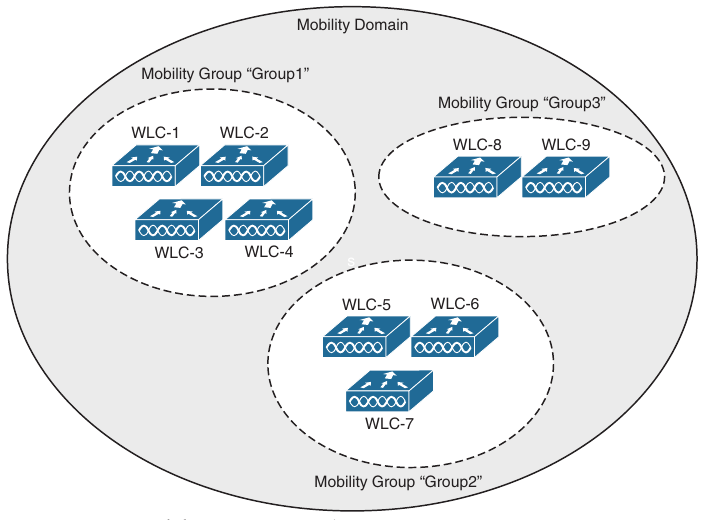 Mobility Domain
Mobility Group “Group1”
WLC-1
WLC-2
WLC-3
WLC-4
Mobility Group “Group3”
WLC-8
WLC-9
s
WLC-5
WLC-6
WLC-7
Mobility Group “Group2”